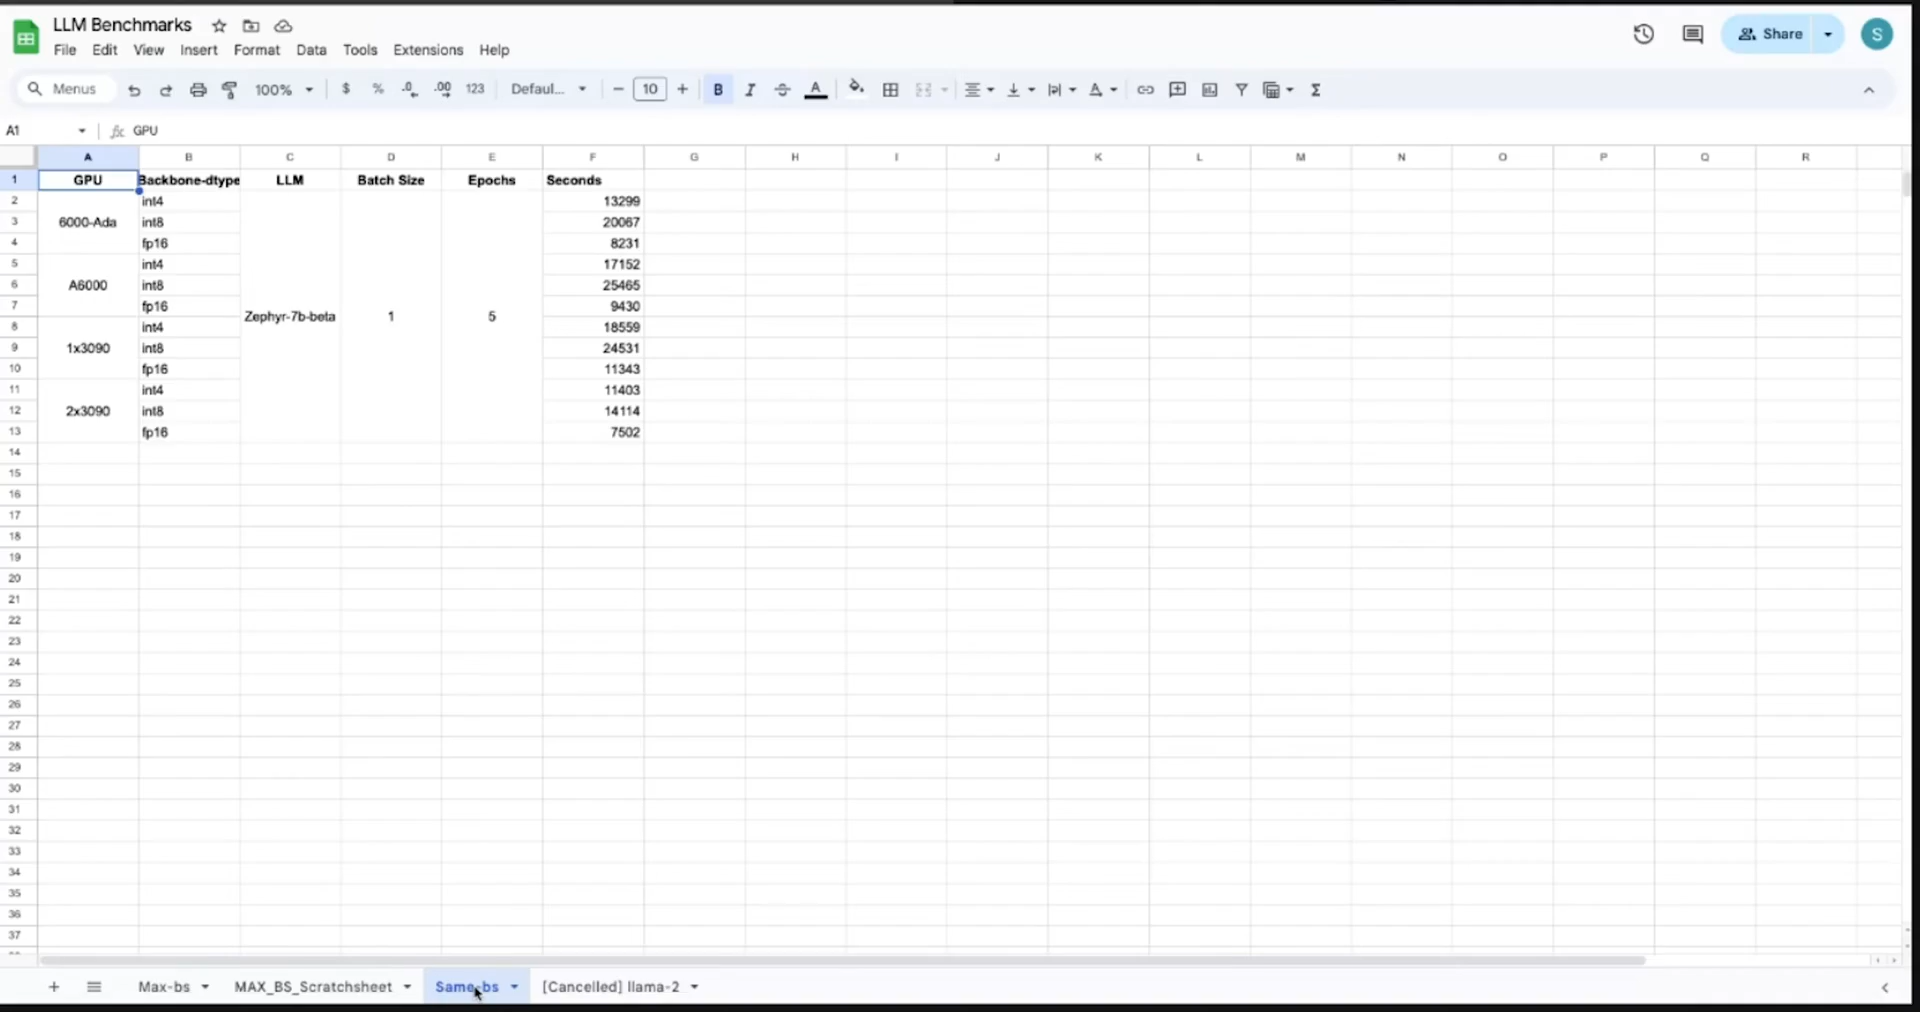 LLM Benchmarks
File Edit View Insert Format Data Tools Extensions Help
Share
S
Menus 100% $ % .0 .00 123 Defaul... − 10 + B I A Σ
A1 fx GPU
A B C D E F G H I J K L M N O P Q R
1 GPU Backbone-dtype LLM Batch Size Epochs Seconds
2 int4 13299
3 6000-Ada int8 20067
4 fp16 8231
5 int4 17152
6 A6000 int8 25465
7 fp16 9430
Zephyr-7b-beta 1 5
8 int4 18559
9 1x3090 int8 24531
10 fp16 11343
11 int4 11403
12 2x3090 int8 14114
13 fp16 7502
14
15
16
17
18
19
20
21
22
23
24
25
26
27
28
29
30
31
32
33
34
35
36
37
+ Max-bs MAX_BS_Scratchsheet Same-bs [Cancelled] llama-2